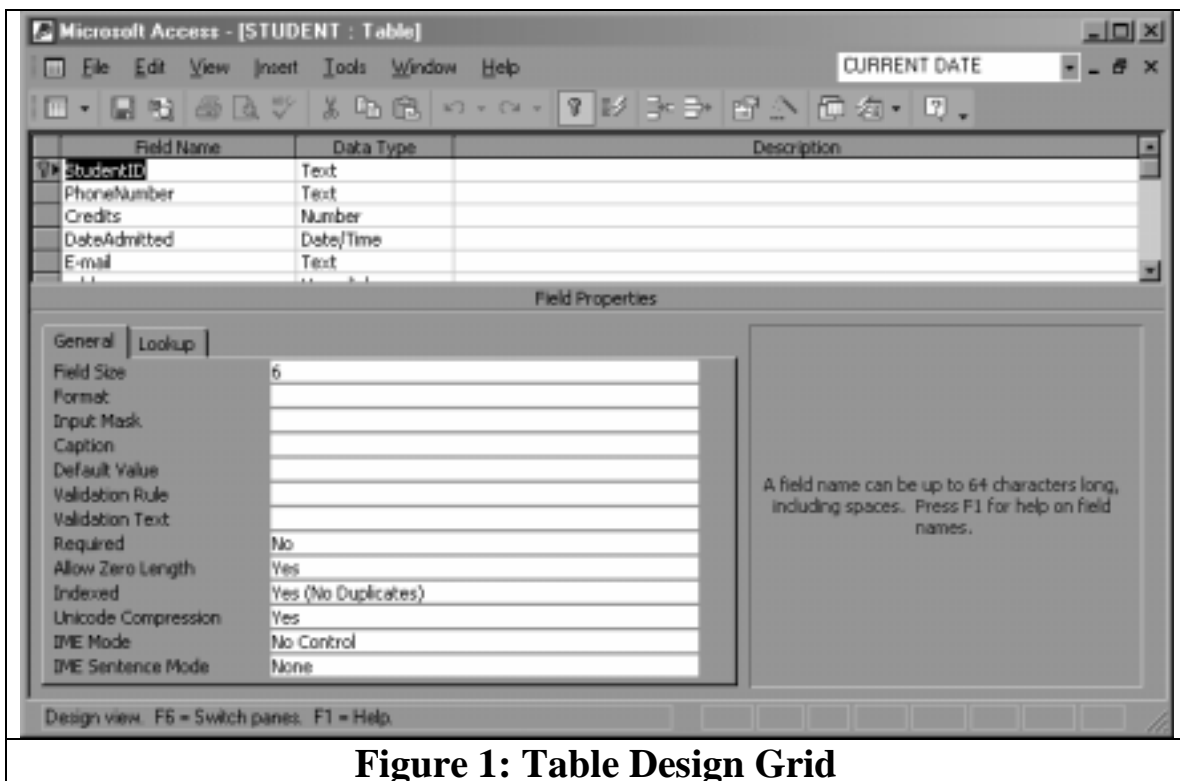 Microsoft Access - [STUDENT : Table]
File Edit View Insert Tools Window Help CURRENT DATE
Field Name Data Type Description
StudentID Text
PhoneNumber Text
Credits Number
DateAdmitted Date/Time
E-mail Text
Field Properties
General Lookup
Field Size 6
Format
Input Mask
Caption
Default Value
Validation Rule
Validation Text
Required No
Allow Zero Length Yes
Indexed Yes (No Duplicates)
Unicode Compression Yes
IME Mode No Control
IME Sentence Mode None
A field name can be up to 64 characters long,
including spaces. Press F1 for help on field
names.
Design view. F6 = Switch panes. F1 = Help.
Figure 1: Table Design Grid